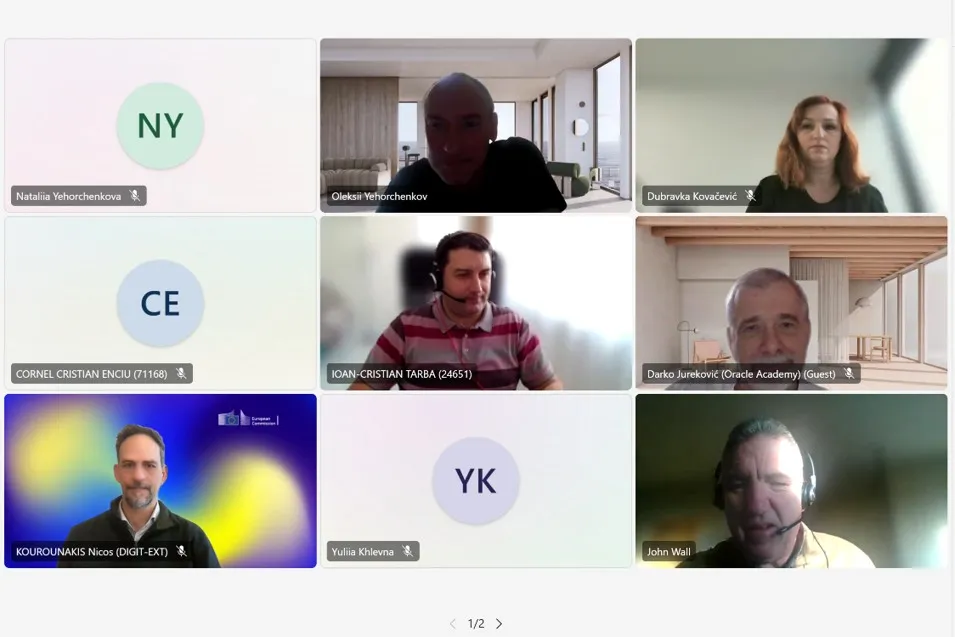 NY
Nataliia Yehorchenkova
Oleksii Yehorchenkov
Dubravka Kovačević
CE
CORNEL CRISTIAN ENCIU (71168)
IOAN-CRISTIAN TARBA (24651)
Darko Jureković (Oracle Academy) (Guest)
European
Commission
KOUROUNAKIS Nicos (DIGIT-EXT)
YK
Yuliia Khlevna
John Wall
1/2